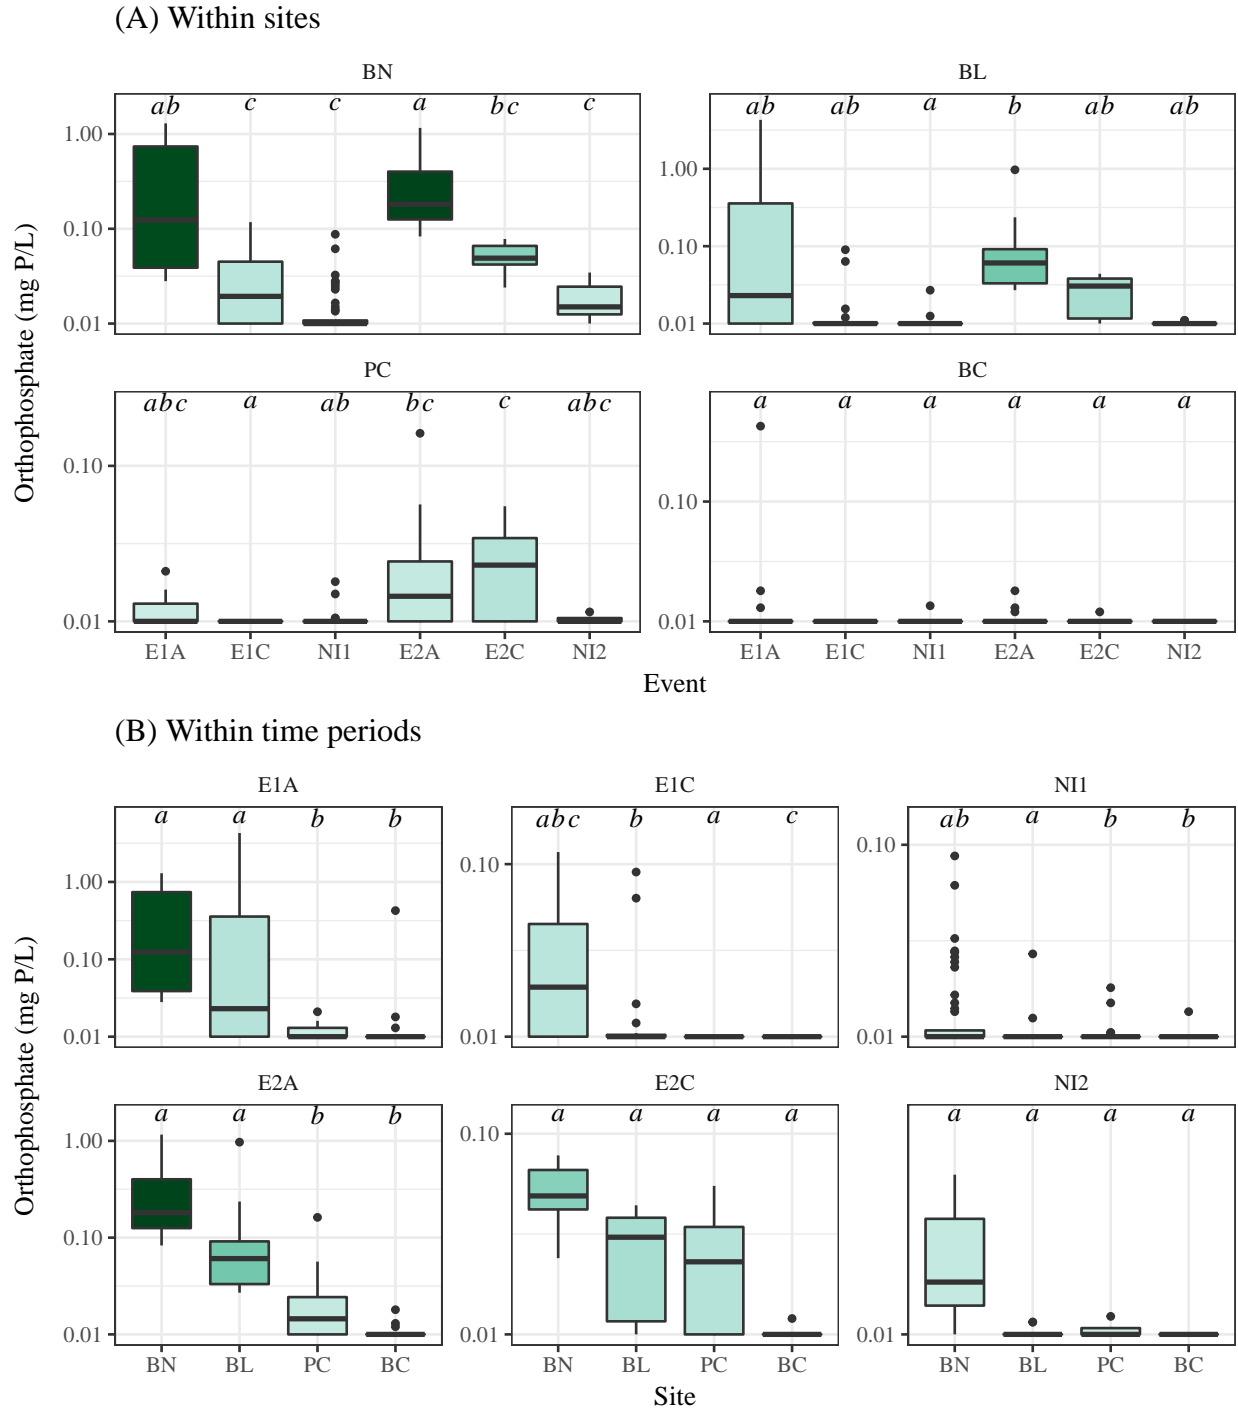 (A) Within sites
BN
BL
ab c c a bc c
ab ab a b ab ab
1.00
0.10
0.01
1.00
0.10
0.01
PC
BC
abc a ab bc c abc
a a a a a a
0.10
0.01
0.10
0.01
E1A E1C NI1 E2A E2C NI2
E1A E1C NI1 E2A E2C NI2
Orthophosphate (mg P/L)
Event
(B) Within time periods
E1A
E1C
NI1
a a b b
abc b a c
ab a b b
1.00
0.10
0.01
0.10
0.01
0.10
0.01
E2A
E2C
NI2
a a b b
a a a a
a a a a
1.00
0.10
0.01
0.10
0.01
0.01
BN BL PC BC
BN BL PC BC
BN BL PC BC
Orthophosphate (mg P/L)
Site